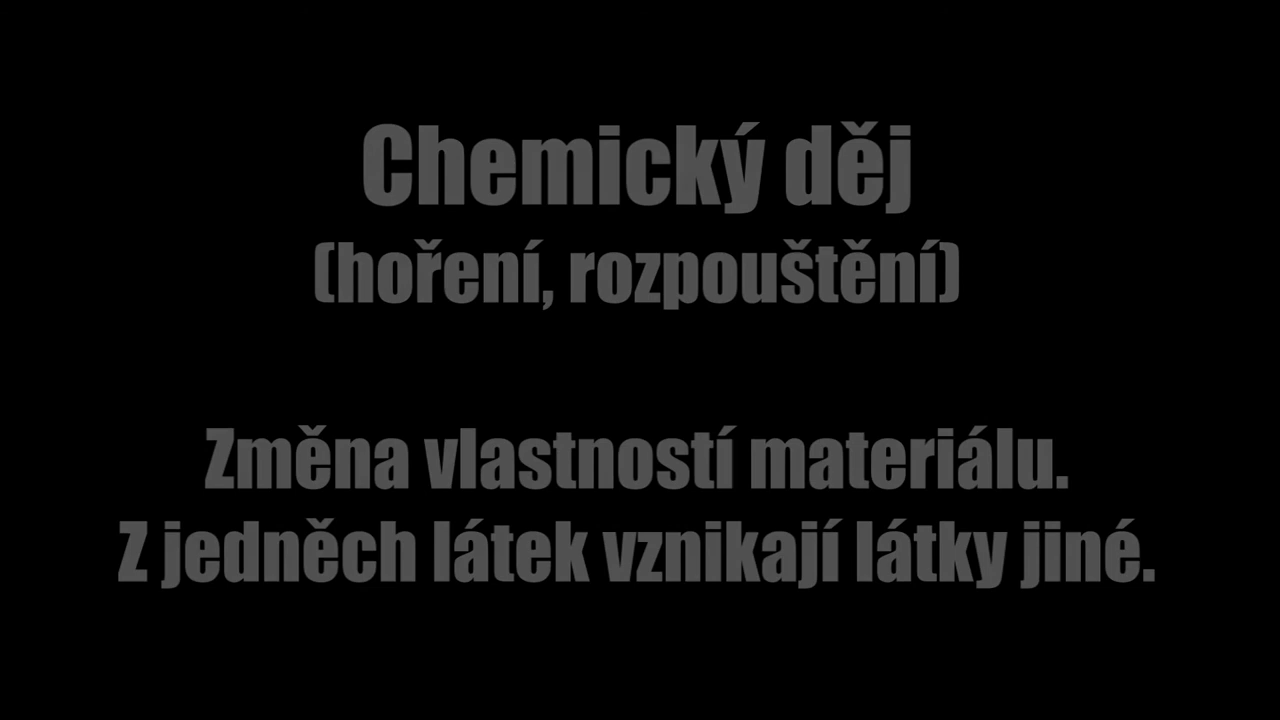 Chemický děj
(hoření, rozpouštění)
Změna vlastností materiálu.
Z jedněch látek vznikají látky jiné.